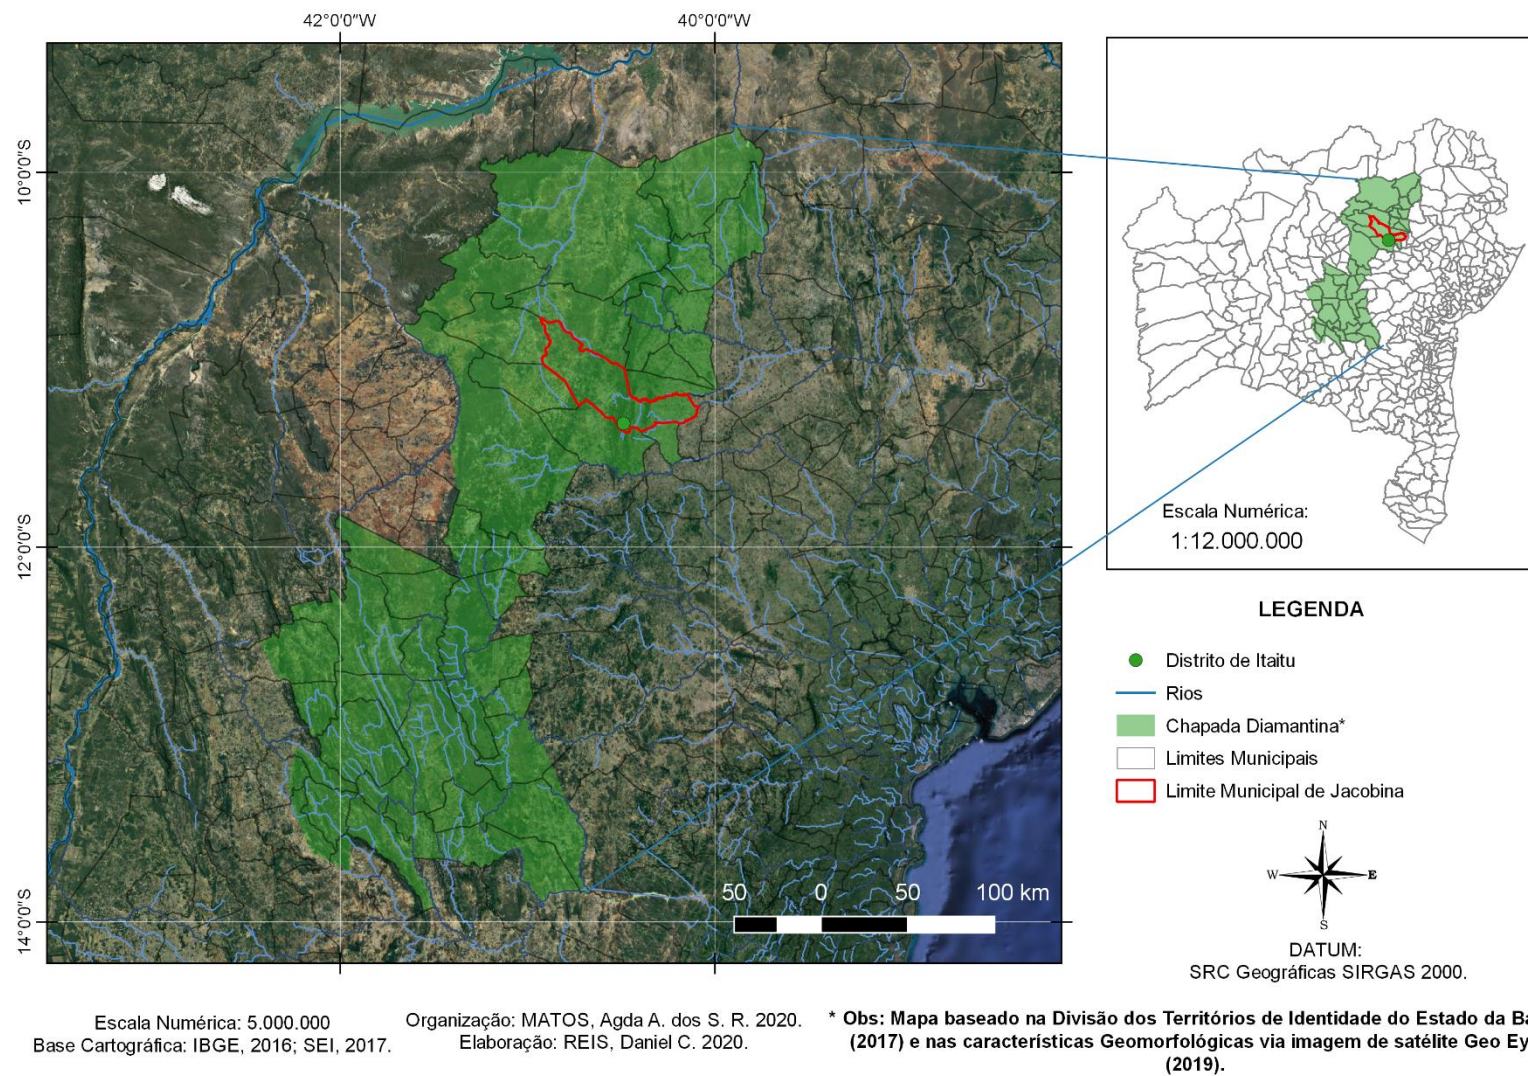 42°0'0"W
40°0'0"W
10°0'0"S
12°0'0"S
14°0'0"S
50 0 50 100 km
Escala Numérica:
1:12.000.000
LEGENDA
Distrito de Itaitu
Rios
Chapada Diamantina*
Limites Municipais
Limite Municipal de Jacobina
N
W
E
S
DATUM:
SRC Geográficas SIRGAS 2000.
Escala Numérica: 5.000.000
Base Cartográfica: IBGE, 2016; SEI, 2017.
Organização: MATOS, Agda A. dos S. R. 2020.
Elaboração: REIS, Daniel C. 2020.
* Obs: Mapa baseado na Divisão dos Territórios de Identidade do Estado da
(2017) e nas características Geomorfológicas via imagem de satélite Geo
(2019).